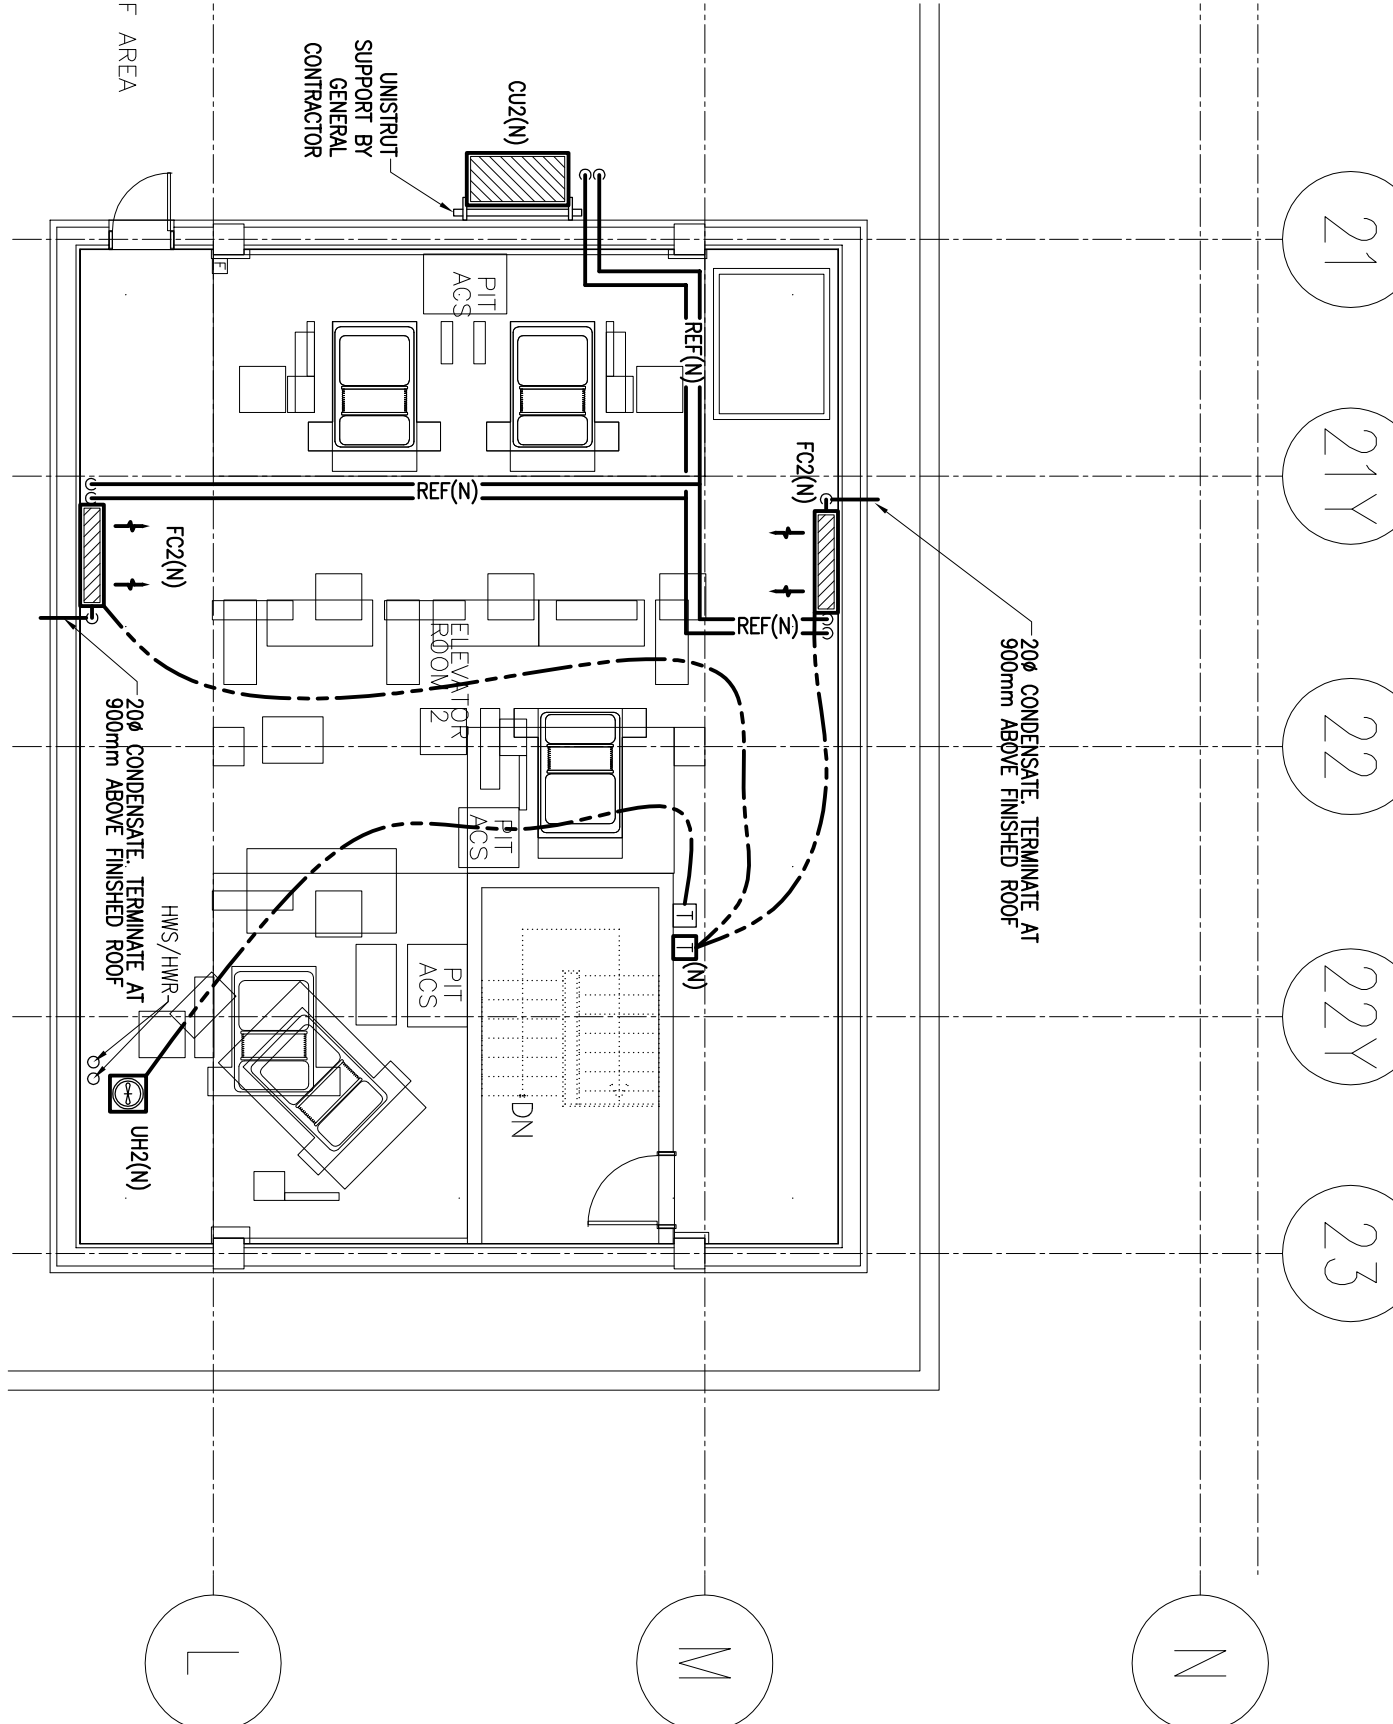 F AREA
UNISTRUT
SUPPORT BY
GENERAL
CONTRACTOR
CU2(N)
21
F
PIT
ACS
REF(N)
FC2(N)
21Y
REF(N)
FC2(N)
REF(N)
ELEVATOR
ROOM 2
20ø CONDENSATE. TERMINATE AT
900mm ABOVE FINISHED ROOF
22
20ø CONDENSATE. TERMINATE AT
900mm ABOVE FINISHED ROOF
PIT
ACS
T
T
(N)
HWS/HWR
PIT
ACS
22Y
DN
UH2(N)
23
L
M
N